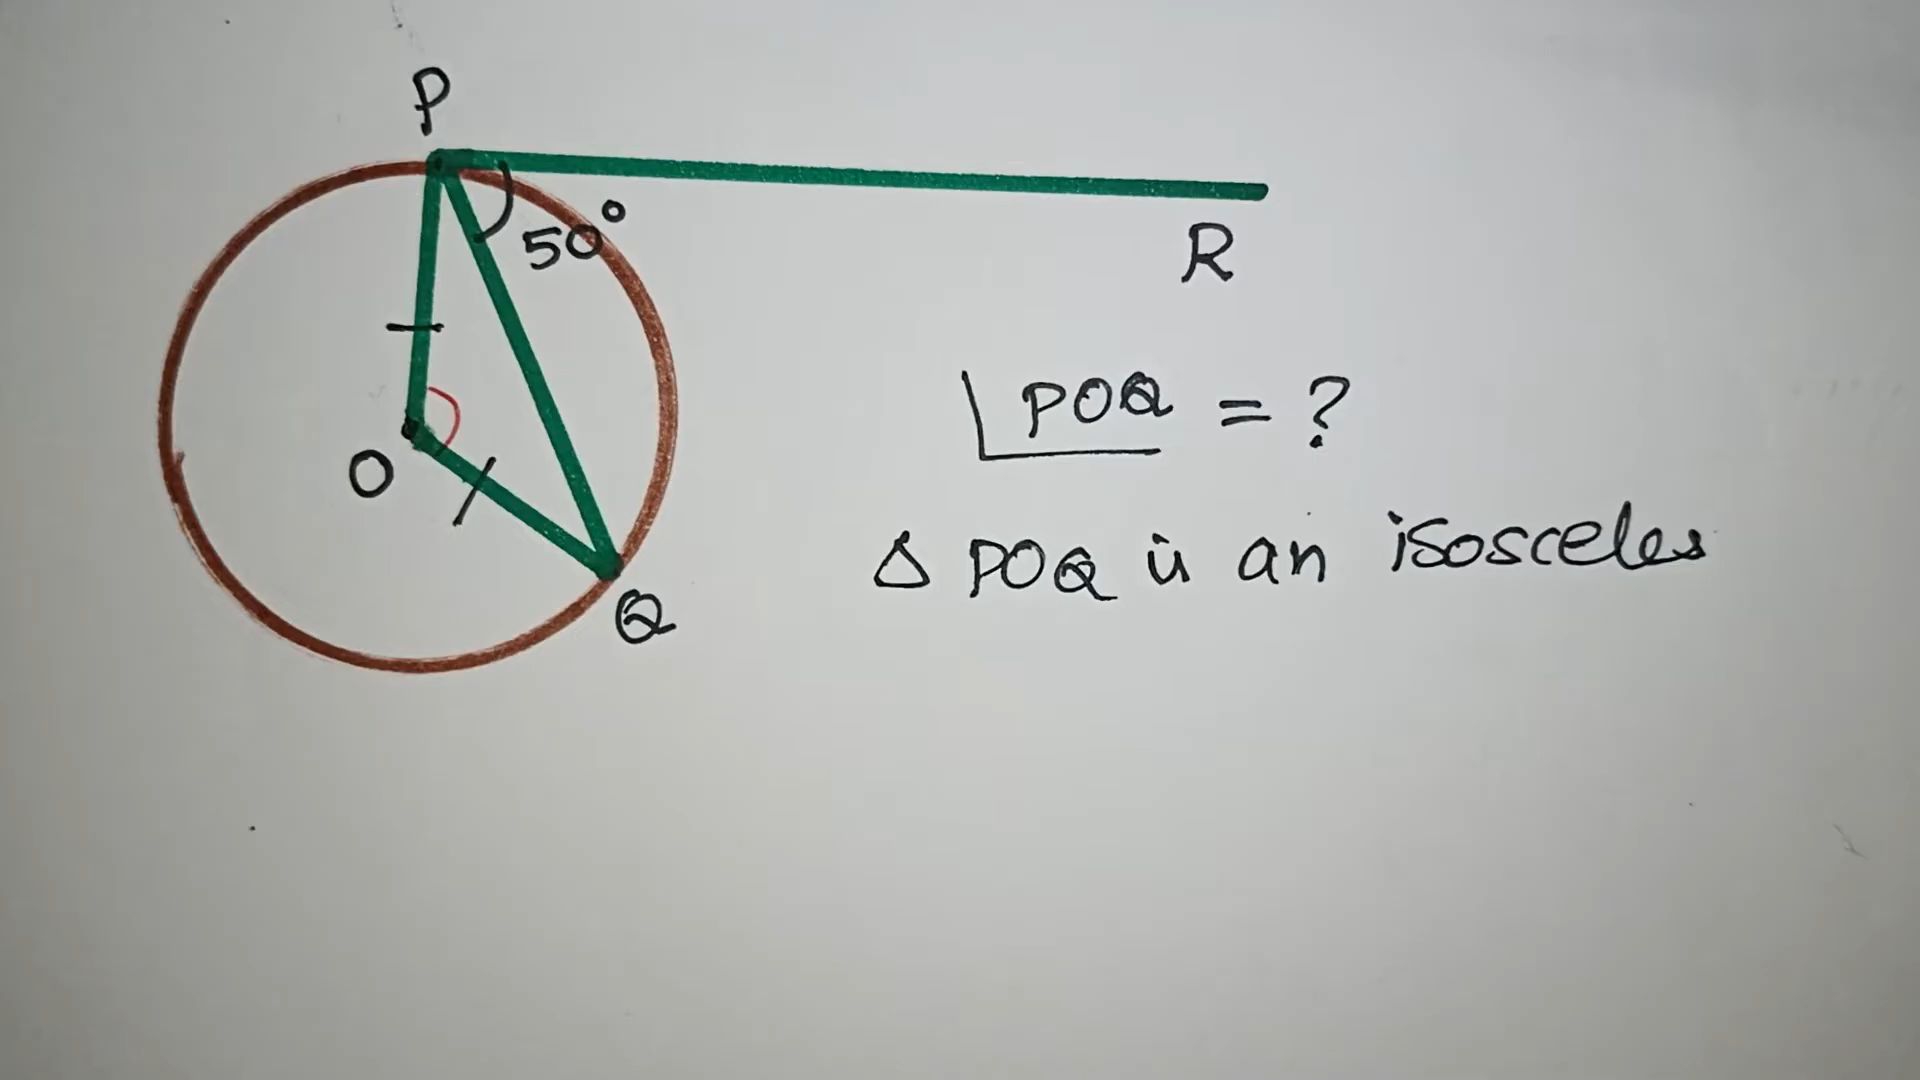 P
50°
R
∠POQ = ?
O
△ POQ is an isosceles
Q